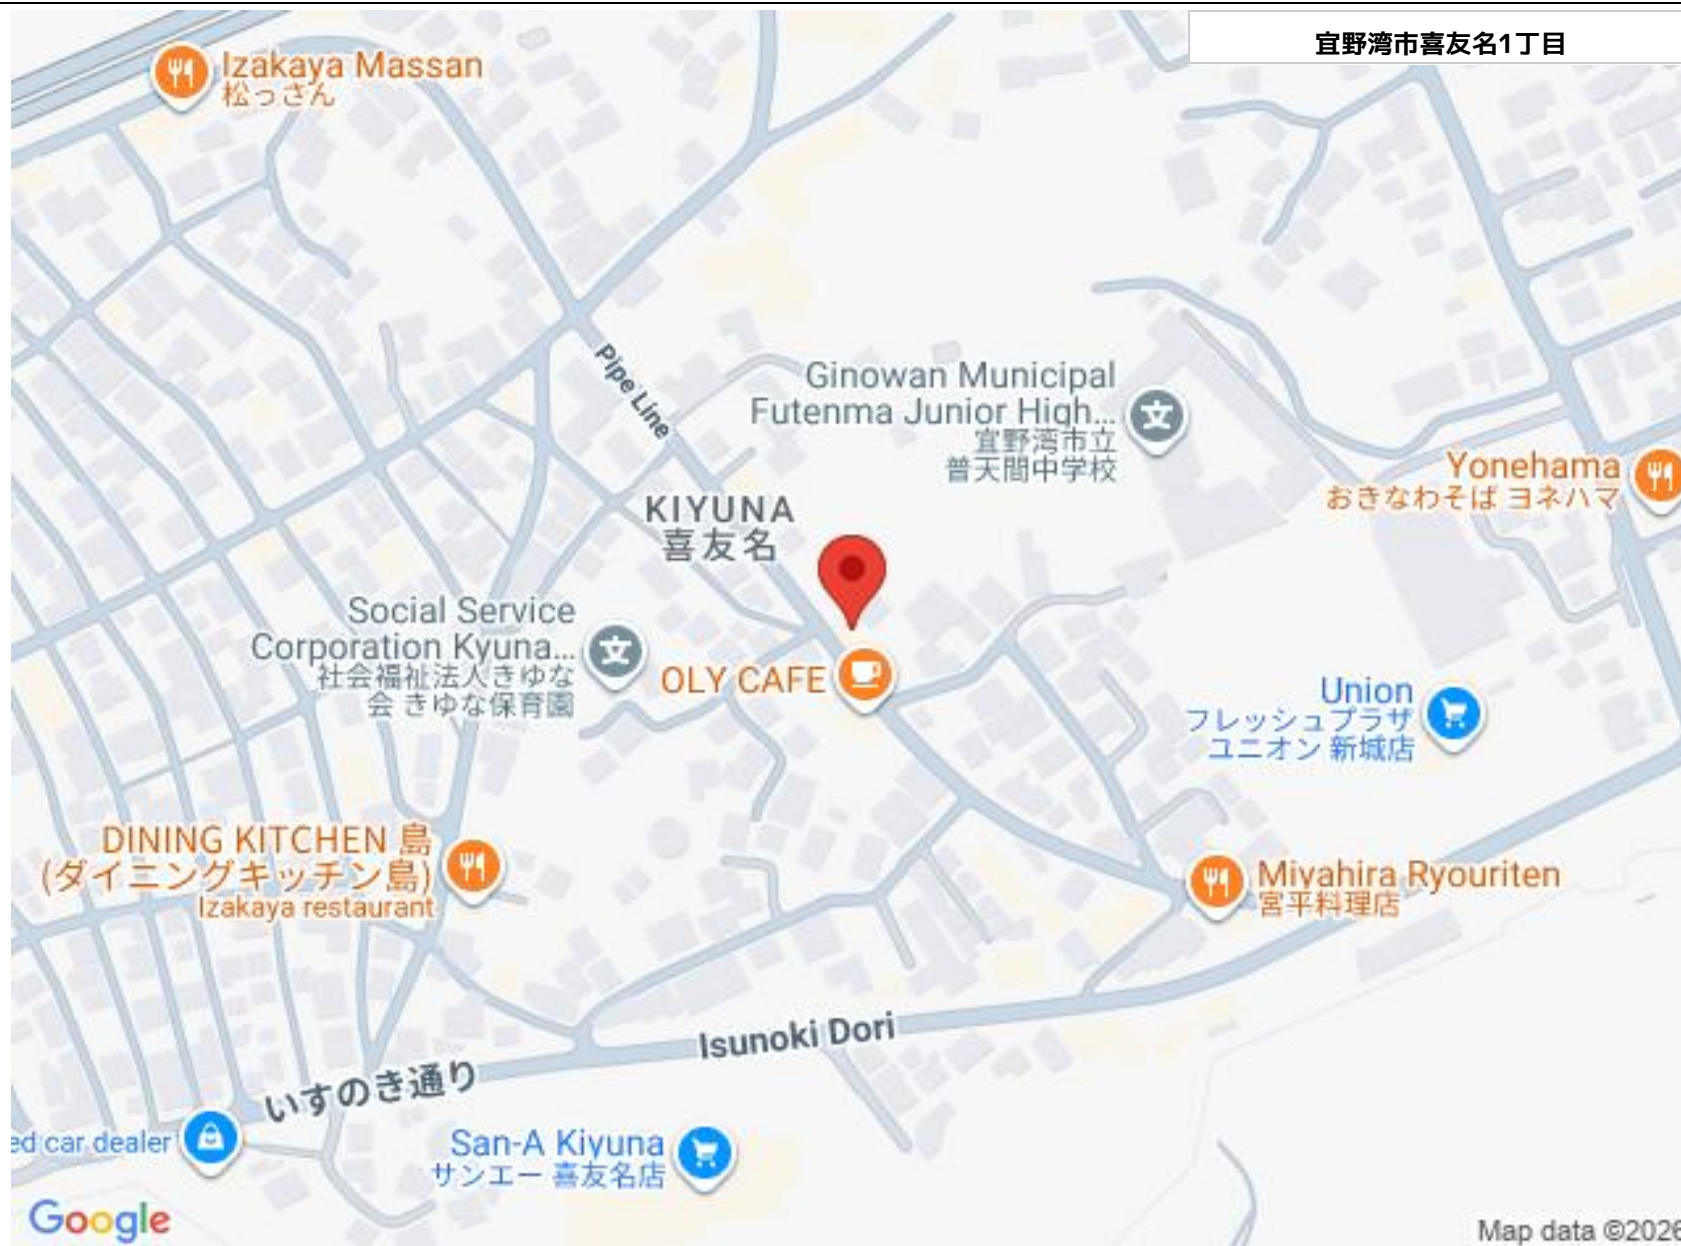 宜野湾市喜友名1丁目
Izakaya Massan
松っさん
Pipe Line
Ginowan Municipal
Futenma Junior High...
宜野湾市立
普天間中学校
Yonehama
おきなわそば ヨネハマ
KIYUNA
喜友名
Social Service
Corporation Kyuna...
社会福祉法人きゆな
会 きゆな保育園
OLY CAFE
Union
フレッシュプラザ
ユニオン 新城店
DINING KITCHEN 島
(ダイニングキッチン島)
Izakaya restaurant
Miyahira Ryouriten
宮平料理店
Isunoki Dori
いすのき通り
ed car dealer
San-A Kiyuna
サンエー 喜友名店
Google
Map data ©2026